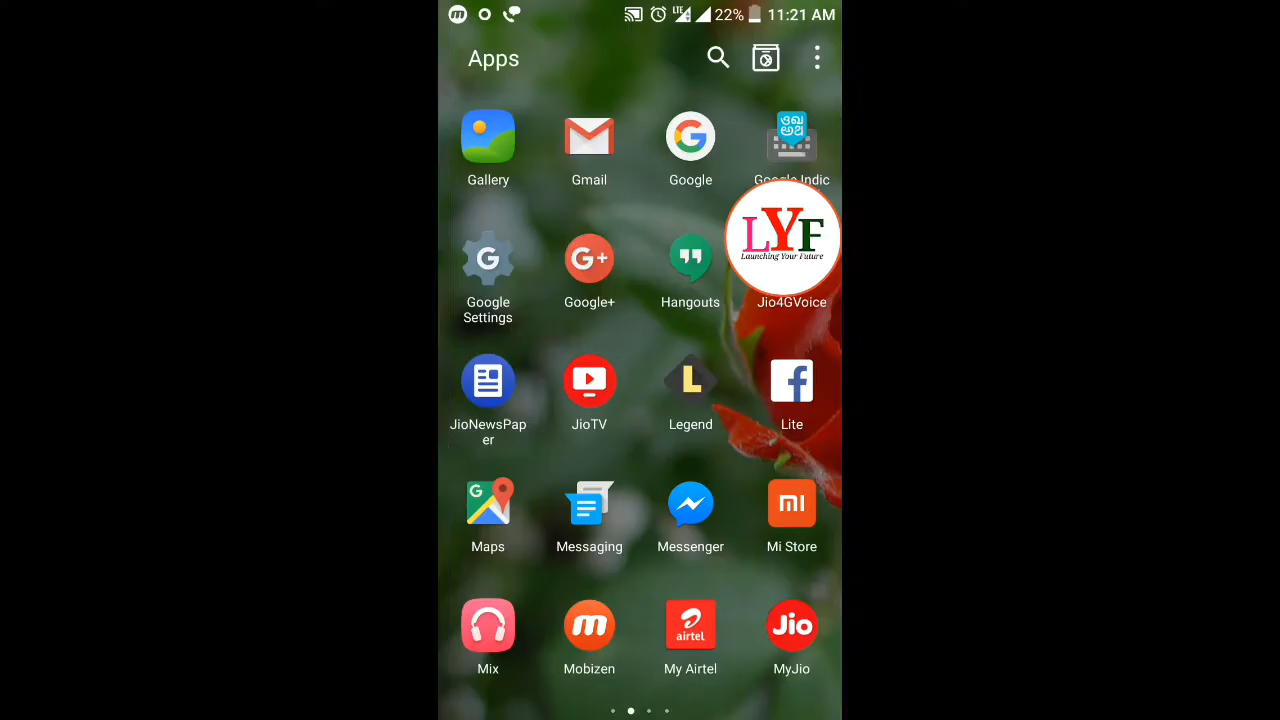 LTE 22% 11:21 AM
Apps
Gallery Gmail Google Google Indic
LYF
Launching Your Future
Google Settings Google+ Hangouts Jio4GVoice
JioNewsPap
er JioTV Legend Lite
Maps Messaging Messenger Mi Store
airtel Jio
Mix Mobizen My Airtel MyJio